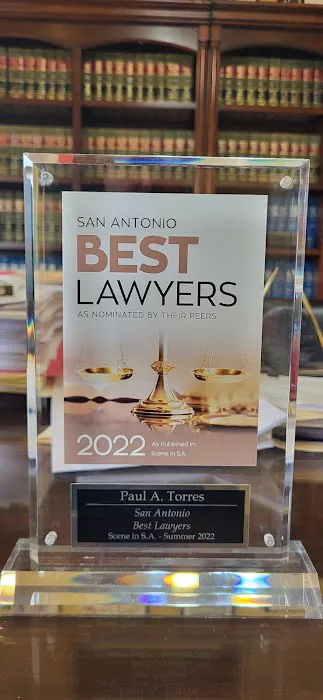 SAN ANTONIO
BEST
LAWYERS
AS NOMINATED BY THEIR PEERS
2022 As Published in:
Scene in S.A.
Paul A. Torres
San Antonio
Best Lawyers
Scene in S.A. - Summer 2022